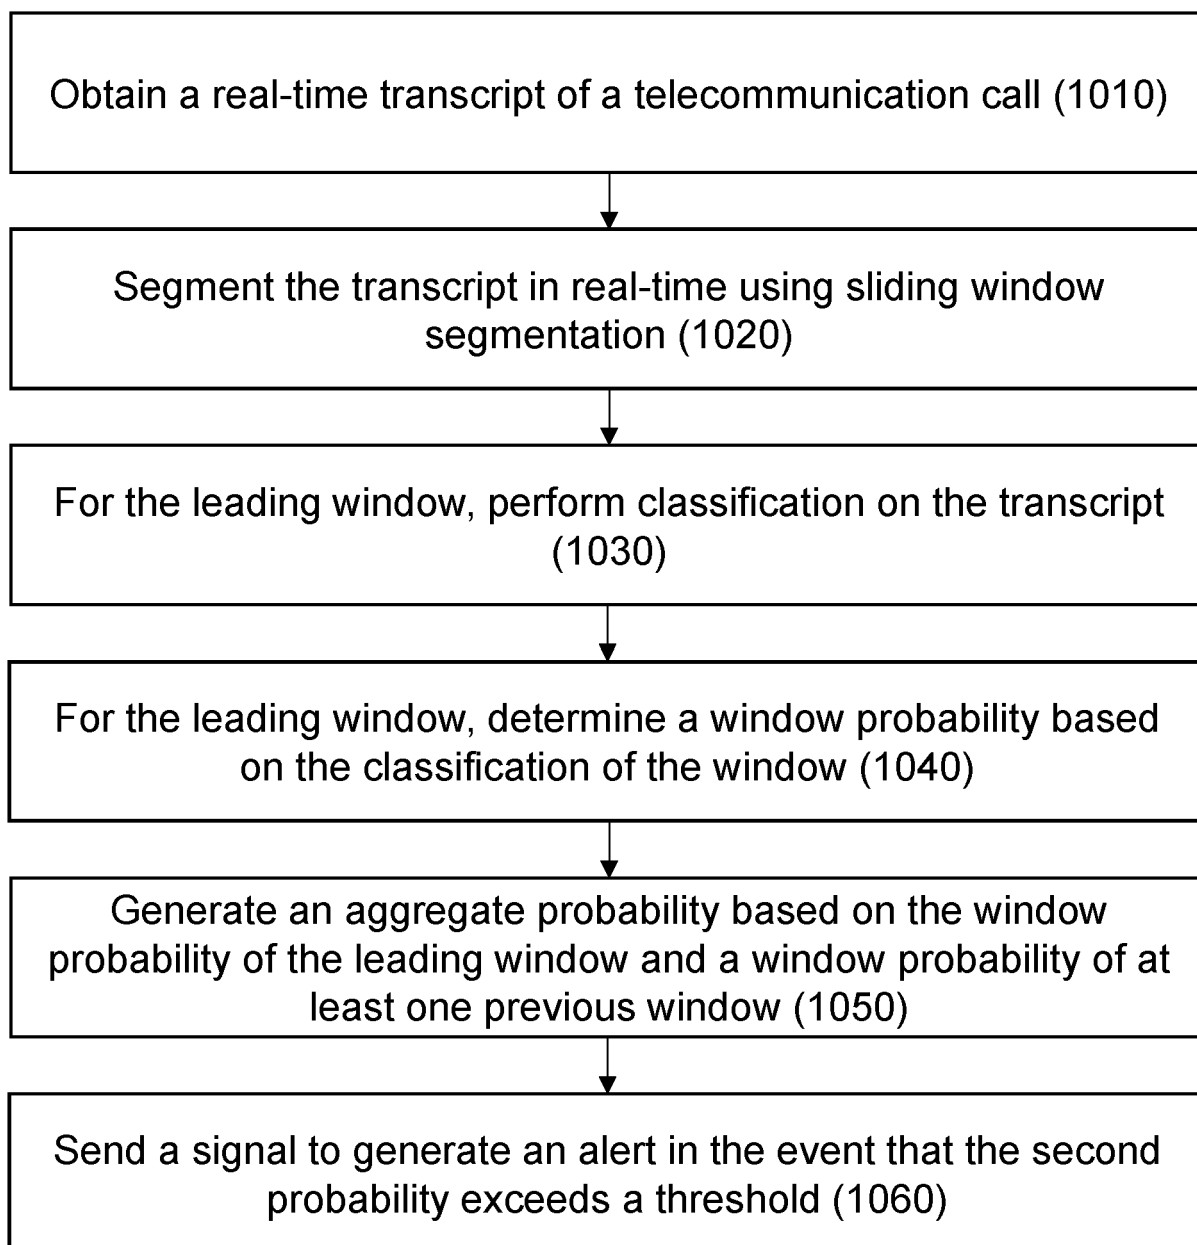 Obtain a real-time transcript of a telecommunication call (1010)
Segment the transcript in real-time using sliding window
segmentation (1020)
For the leading window, perform classification on the transcript
(1030)
For the leading window, determine a window probability based
on the classification of the window (1040)
Generate an aggregate probability based on the window
probability of the leading window and a window probability of at
least one previous window (1050)
Send a signal to generate an alert in the event that the second
probability exceeds a threshold (1060)